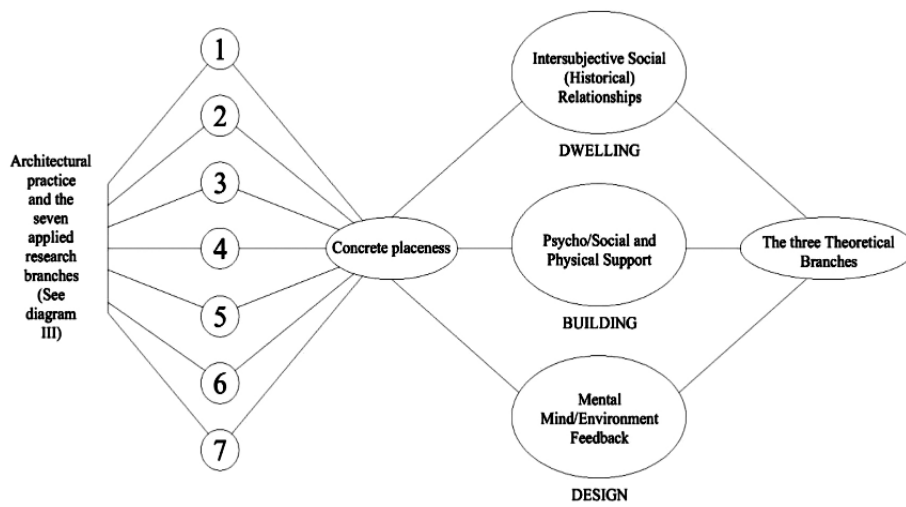 Architectural
practice
and the
seven
applied
research
branches
(See
diagram
III)
1
2
3
4
5
6
7
Concrete placeness
Intersubjective Social
(Historical)
Relationships
DWELLING
Psycho/Social and
Physical Support
BUILDING
Mental
Mind/Environment
Feedback
DESIGN
The three Theoretical
Branches